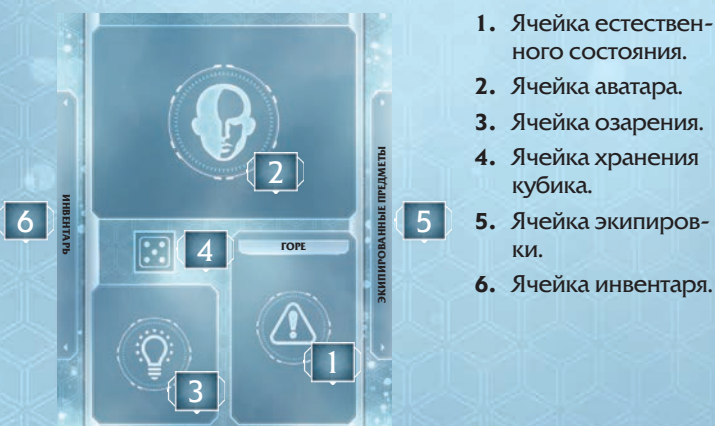 2
6
ИНВЕНТАРЬ
ЭКИПИРОВАННЫЕ ПРЕДМЕТЫ
5
4
ГОРЕ
1
3
1. Ячейка естествен-
ного состояния.
2. Ячейка аватара.
3. Ячейка озарения.
4. Ячейка хранения
кубика.
5. Ячейка экипиров-
ки.
6. Ячейка инвентаря.